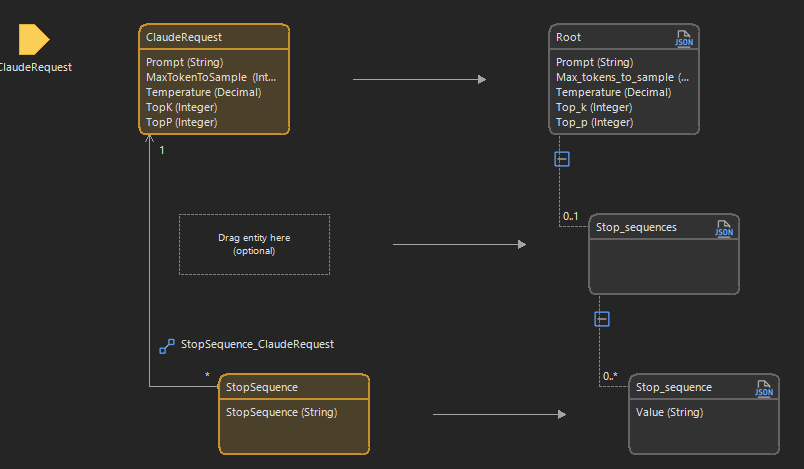 ClaudeRequest
ClaudeRequest
Prompt (String)
MaxTokenToSample (Int...
Temperature (Decimal)
TopK (Integer)
TopP (Integer)
Root
JSON
Prompt (String)
Max_tokens_to_sample (...
Temperature (Decimal)
Top_k (Integer)
Top_p (Integer)
1
0..1
Drag entity here
(optional)
Stop_sequences
JSON
StopSequence_ClaudeRequest
*
0..*
StopSequence
StopSequence (String)
Stop_sequence
JSON
Value (String)